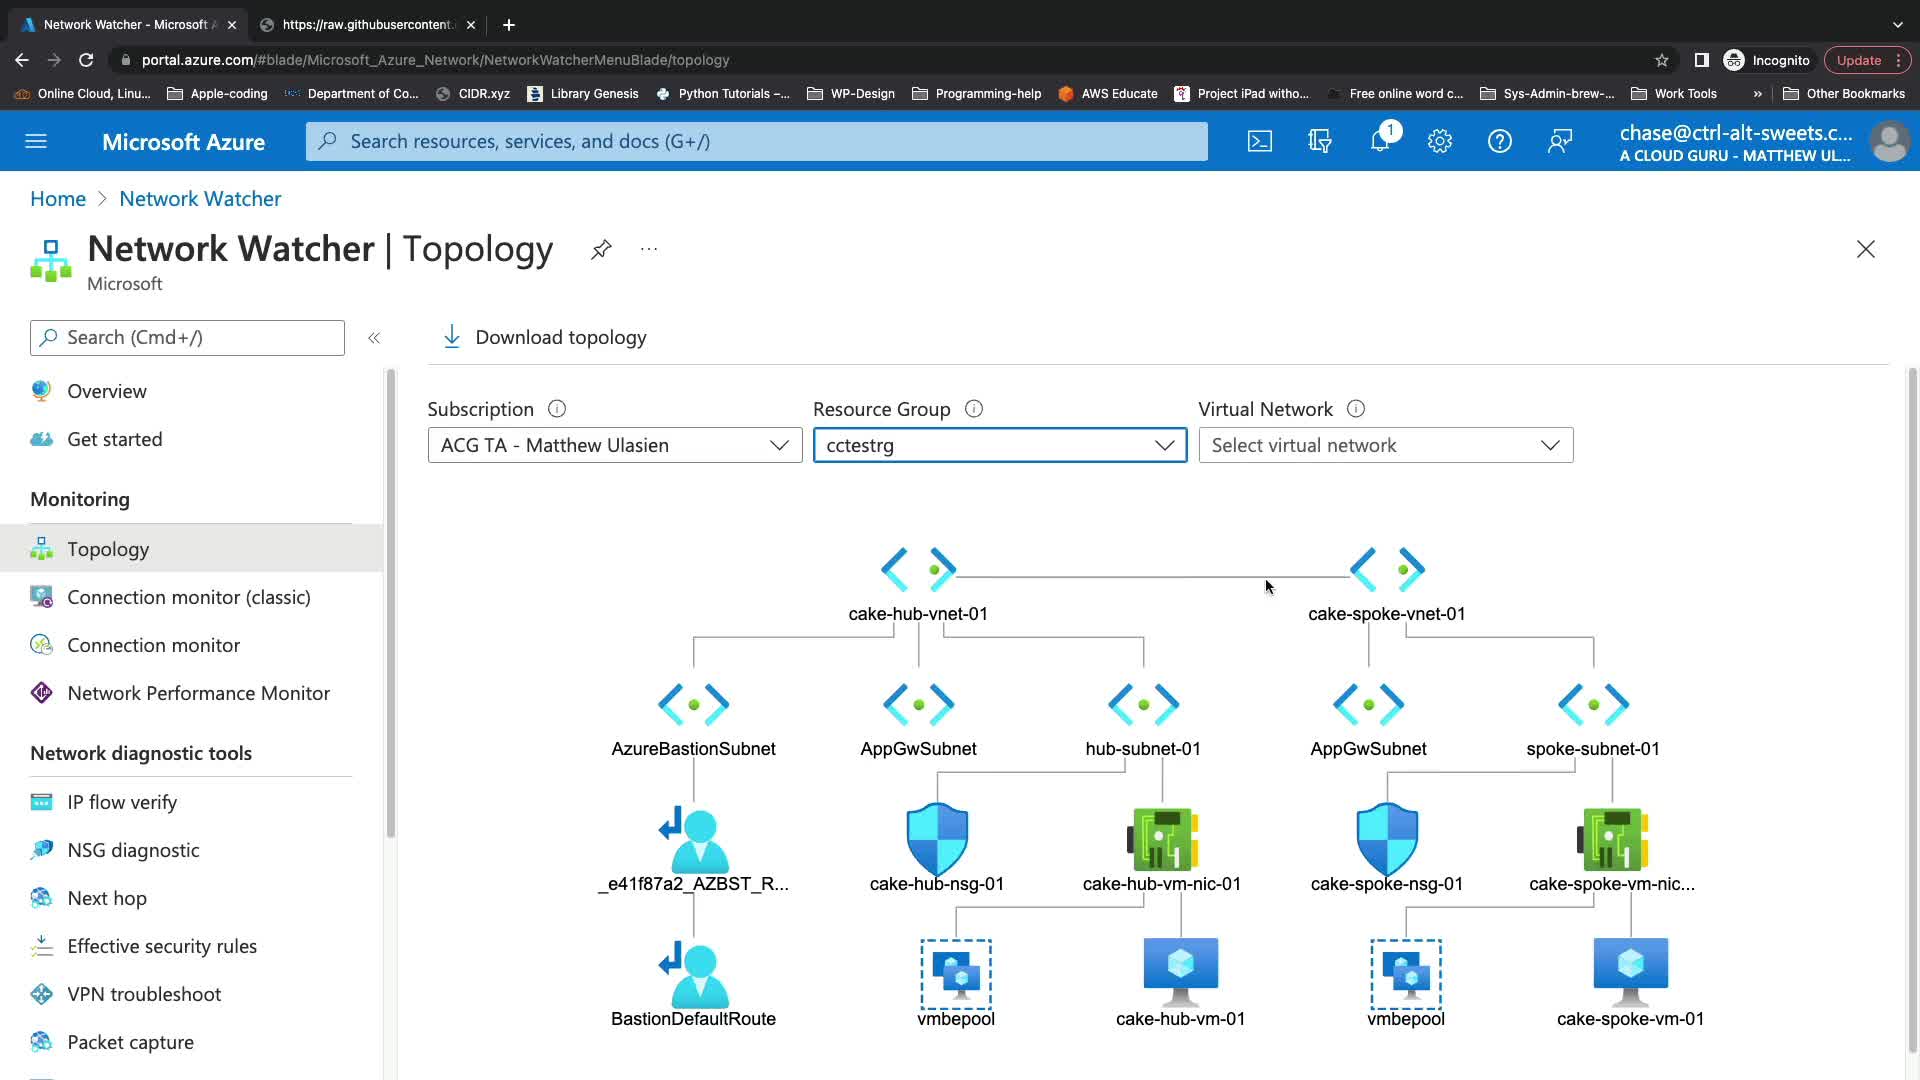 Network Watcher - Microsoft A
https://raw.githubusercontent.
portal.azure.com/#blade/Microsoft_Azure_Network/NetworkWatcherMenuBlade/topology
Incognito
Update
Online Cloud, Linu...
Apple-coding
Department of Co...
CIDR.xyz
Library Genesis
Python Tutorials –...
WP-Design
Programming-help
AWS Educate
Project iPad witho...
Free online word c...
Sys-Admin-brew-...
Work Tools
»
Other Bookmarks
Microsoft Azure
Search resources, services, and docs (G+/)
1
chase@ctrl-alt-sweets.c...
A CLOUD GURU - MATTHEW UL...
Home > Network Watcher
Network Watcher | Topology
...
Microsoft
Search (Cmd+/)
«
Download topology
Overview
Get started
Monitoring
Topology
Connection monitor (classic)
Connection monitor
Network Performance Monitor
Network diagnostic tools
IP flow verify
NSG diagnostic
Next hop
Effective security rules
VPN troubleshoot
Packet capture
Subscription
Resource Group
Virtual Network
ACG TA - Matthew Ulasien
cctestrg
Select virtual network
cake-hub-vnet-01
cake-spoke-vnet-01
AzureBastionSubnet
AppGwSubnet
hub-subnet-01
AppGwSubnet
spoke-subnet-01
_e41f87a2_AZBST_R...
cake-hub-nsg-01
cake-hub-vm-nic-01
cake-spoke-nsg-01
cake-spoke-vm-nic...
BastionDefaultRoute
vmbepool
cake-hub-vm-01
vmbepool
cake-spoke-vm-01